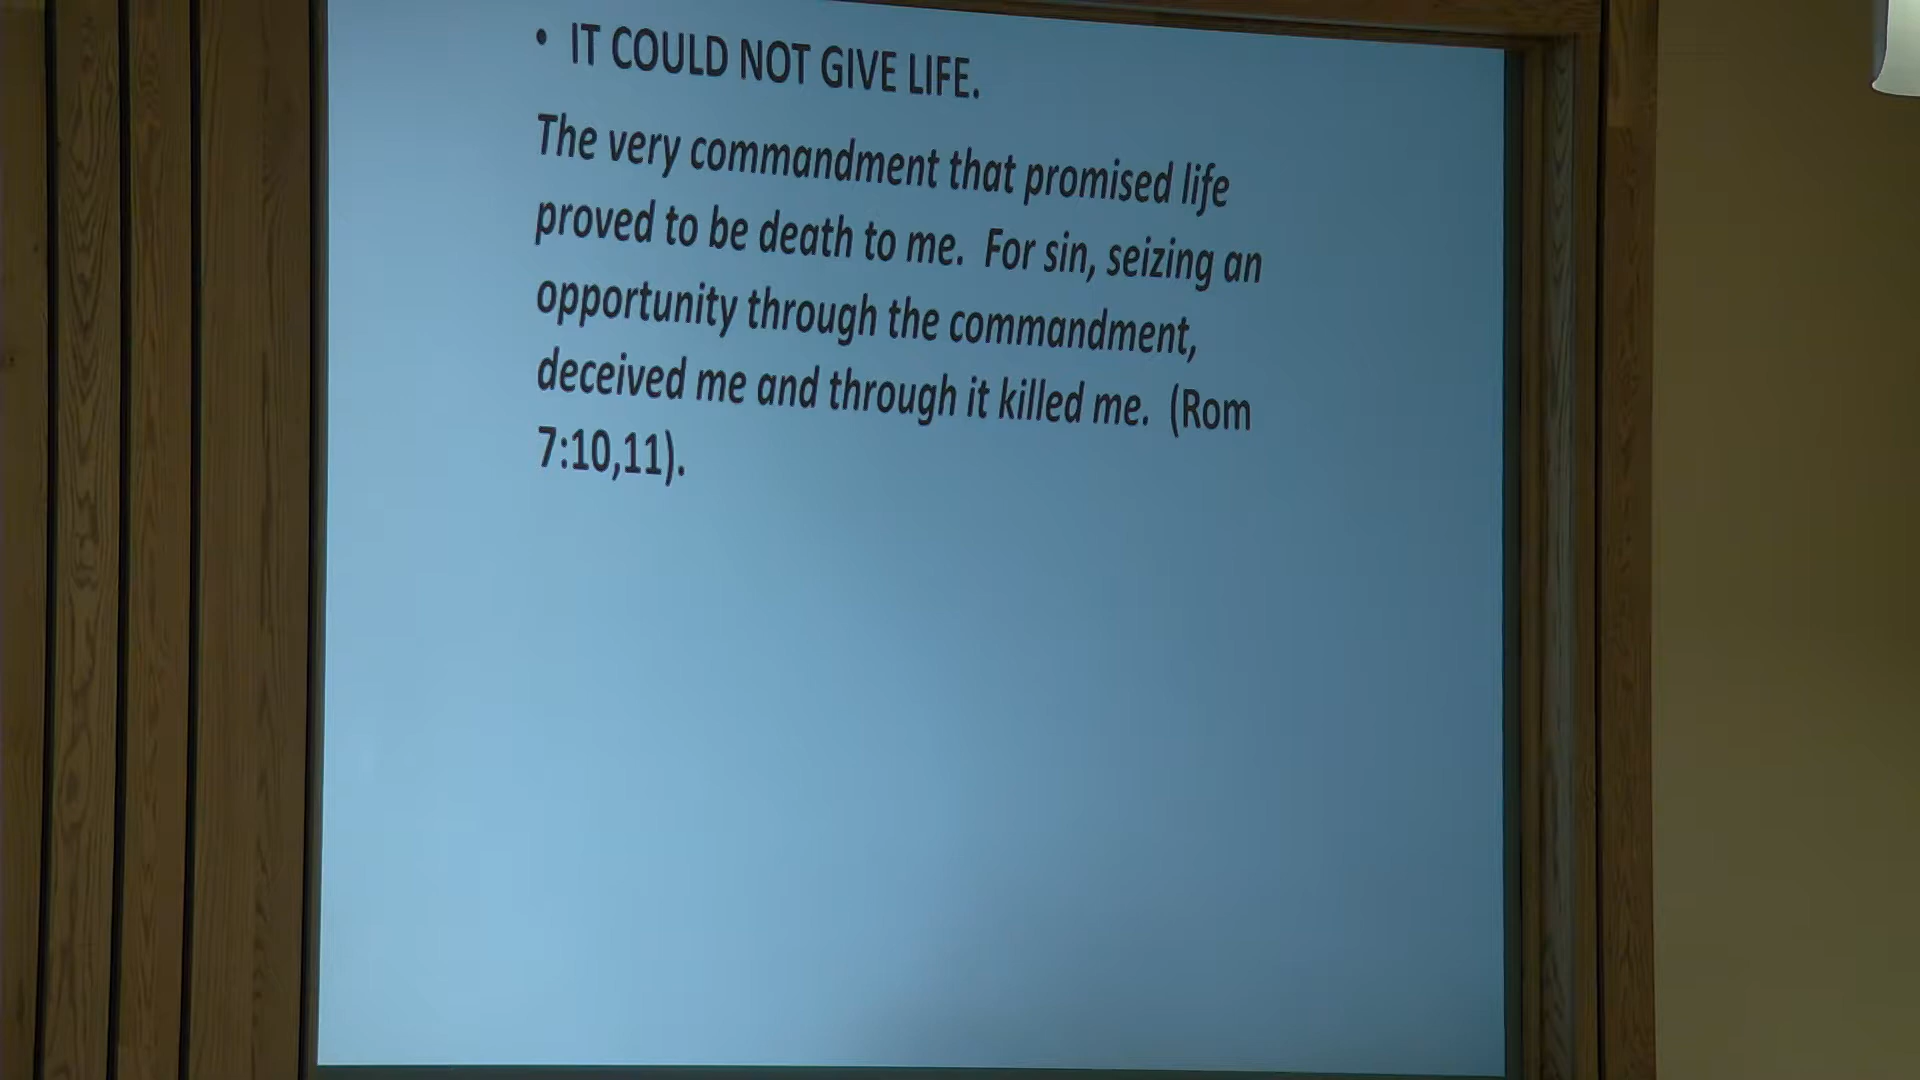 • IT COULD NOT GIVE LIFE.
The very commandment that promised life
proved to be death to me. For sin, seizing an
opportunity through the commandment,
deceived me and through it killed me. (Rom
7:10,11).